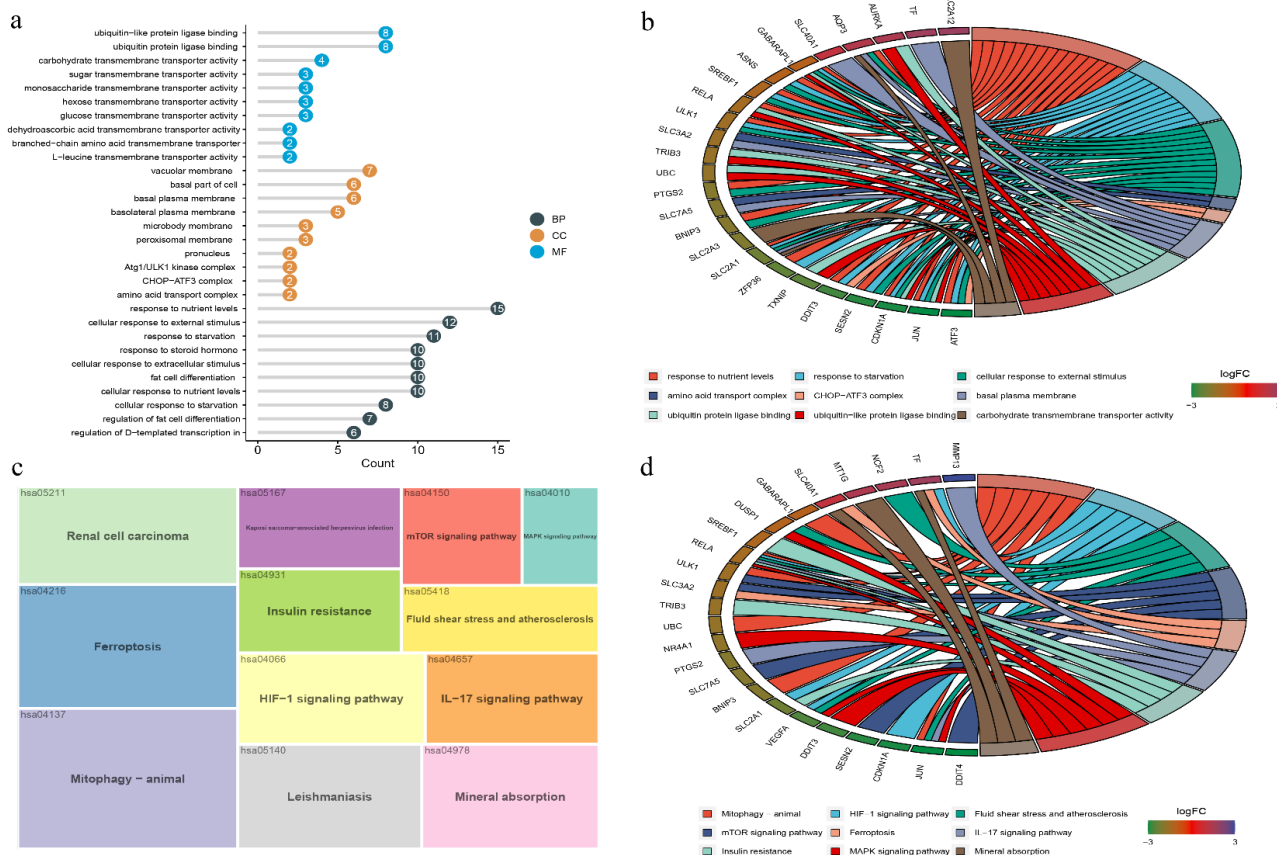 a
ubiquitin-like protein ligase binding 8
ubiquitin protein ligase binding 8
carbohydrate transmembrane transporter activity 4
sugar transmembrane transporter activity 3
monosaccharide transmembrane transporter activity 3
hexose transmembrane transporter activity 3
glucose transmembrane transporter activity 3
dehydroascorbic acid transmembrane transporter activity 2
branched-chain amino acid transmembrane transporter 2
L-leucine transmembrane transporter activity 2
vacuolar membrane 7
basal part of cell 6
basal plasma membrane 6
basolateral plasma membrane 5
microbody membrane 3
peroxisomal membrane 3
pronucleus 2
Atg1/ULK1 kinase complex 2
CHOP-ATF3 complex 2
amino acid transport complex 2
response to nutrient levels 15
cellular response to external stimulus 12
response to starvation 11
response to steroid hormone 10
cellular response to extracellular stimulus 10
fat cell differentiation 10
cellular response to nutrient levels 10
cellular response to starvation 8
regulation of fat cell differentiation 7
regulation of D-templated transcription in 6
0 5 10 15
Count
BP
CC
MF
b
SLC2A12
TF
AURKA
AQP3
SLC40A1
GABARAPL1
ASNS
SREBF1
RELA
ULK1
SLC3A2
TRIB3
UBC
PTGS2
SLC7A5
BNIP3
SLC2A3
SLC2A1
ZFP36
TXNIP
DDIT3
SESN2
CDKN1A
JUN
ATF3
response to nutrient levels response to starvation cellular response to external stimulus
amino acid transport complex CHOP-ATF3 complex basal plasma membrane
ubiquitin protein ligase binding ubiquitin-like protein ligase binding carbohydrate transmembrane transporter activity
logFC
-3
c
hsa05211
Renal cell carcinoma
hsa04216
Ferroptosis
hsa04137
Mitophagy - animal
hsa05167
Kaposi sarcoma-associated herpesvirus infection
hsa04931
Insulin resistance
hsa04066
HIF-1 signaling pathway
hsa05140
Leishmaniasis
hsa04150
mTOR signaling pathway
hsa04010
MAPK signaling pathway
hsa05418
Fluid shear stress and atherosclerosis
hsa04657
IL-17 signaling pathway
hsa04978
Mineral absorption
d
MMP13
TF
NCF2
MT1G
SLC40A1
GABARAPL1
DUSP1
SREBF1
RELA
ULK1
SLC3A2
TRIB3
UBC
NR4A1
PTGS2
SLC7A5
BNIP3
SLC2A1
VEGFA
DDIT3
SESN2
CDKN1A
JUN
DDIT4
Mitophagy - animal HIF-1 signaling pathway Fluid shear stress and atherosclerosis
mTOR signaling pathway Ferroptosis IL-17 signaling pathway
Insulin resistance MAPK signaling pathway Mineral absorption
logFC
-3 3